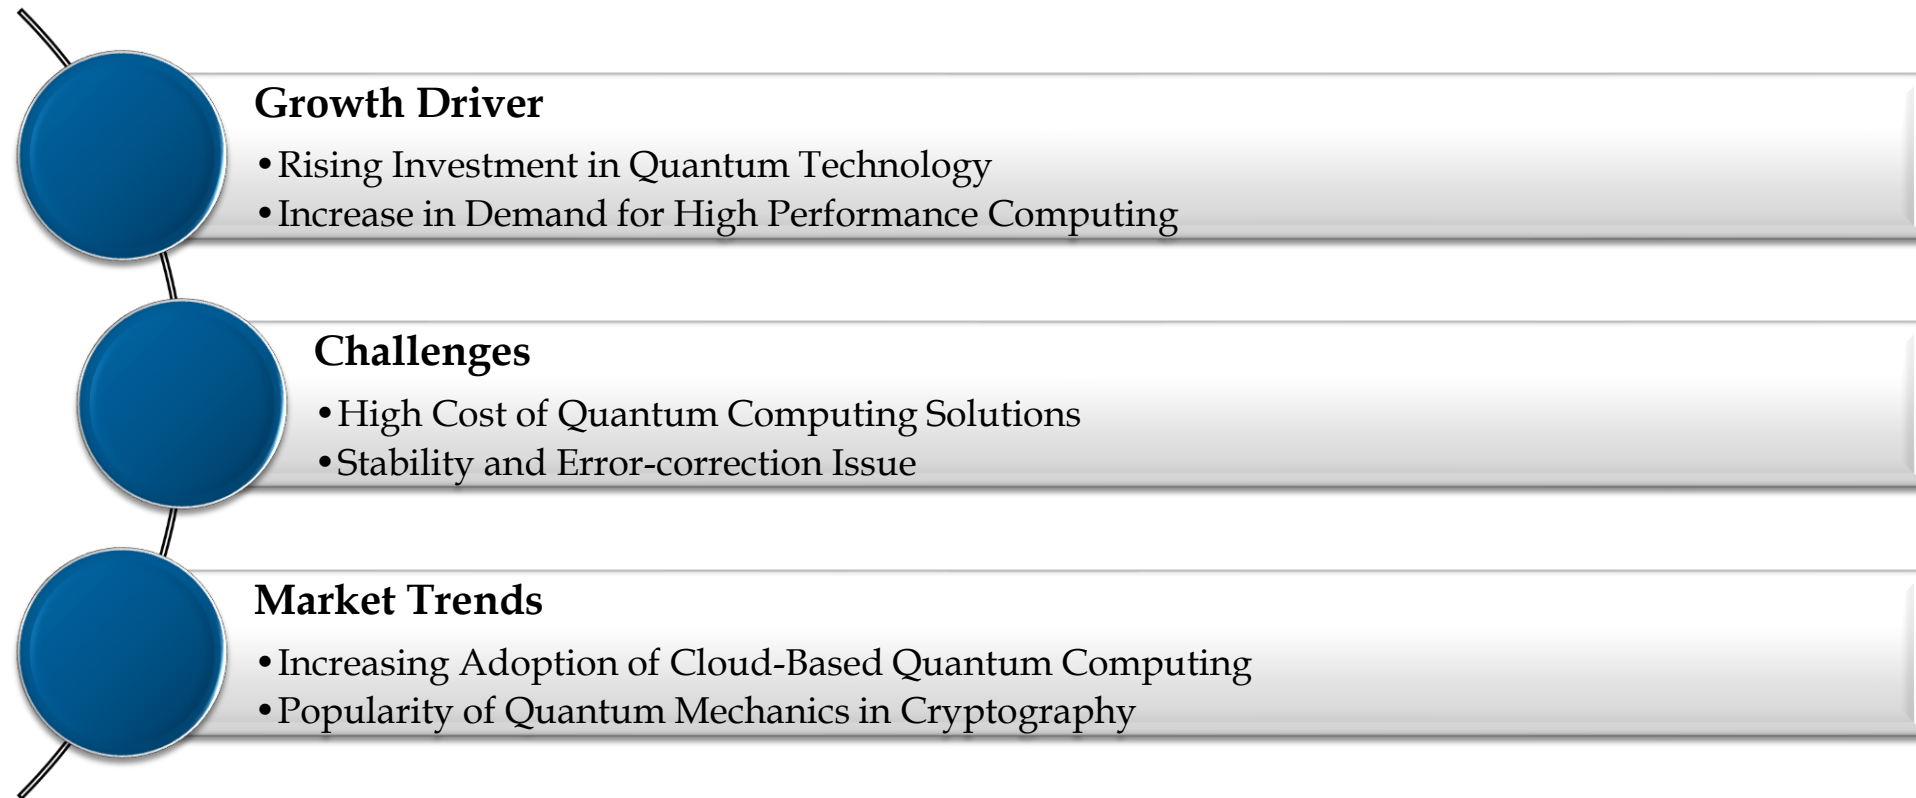 Growth Driver
•Rising Investment in Quantum Technology
•Increase in Demand for High Performance Computing
Challenges
•High Cost of Quantum Computing Solutions
•Stability and Error-correction Issue
Market Trends
•Increasing Adoption of Cloud-Based Quantum Computing
•Popularity of Quantum Mechanics in Cryptography